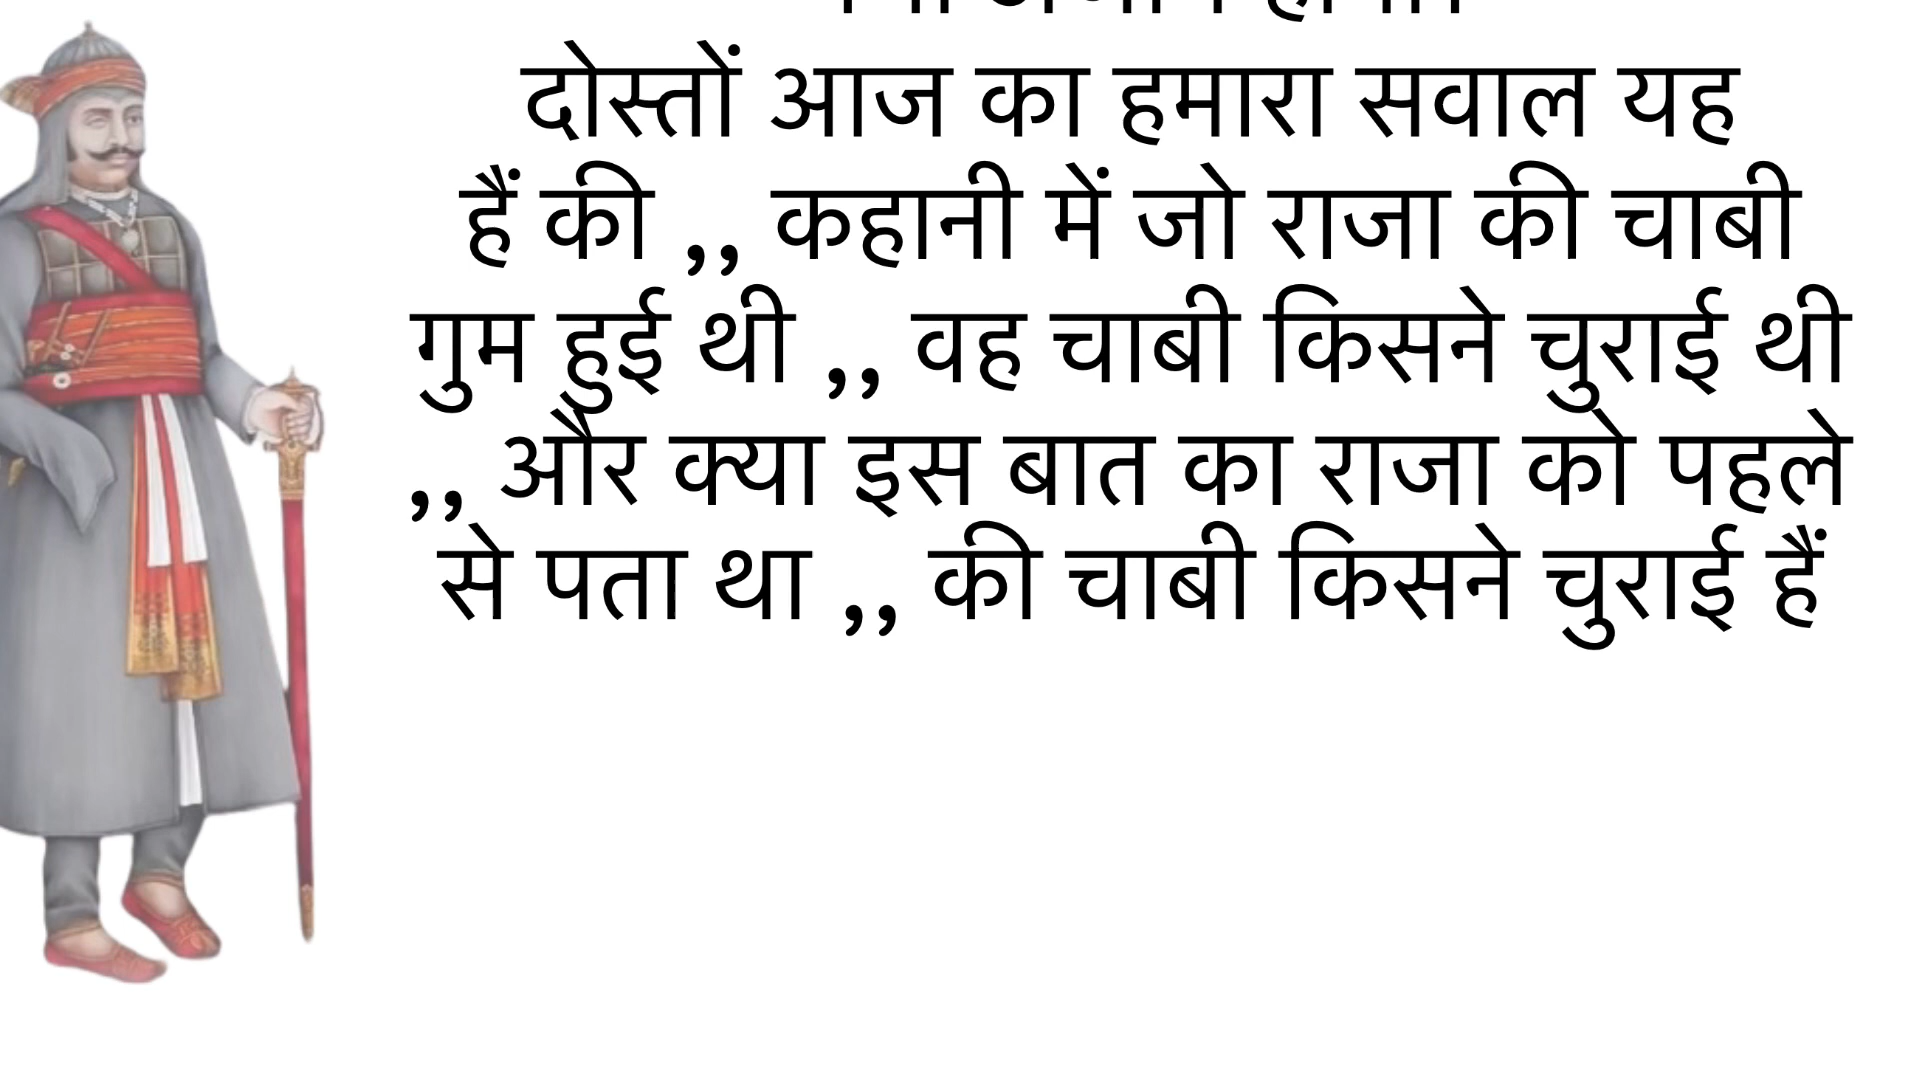 दोस्तों आज का हमारा सवाल यह
हैं की ,, कहानी में जो राजा की चाबी
गुम हुई थी ,, वह चाबी किसने चुराई थी
,, और क्या इस बात का राजा को पहले
से पता था ,, की चाबी किसने चुराई हैं